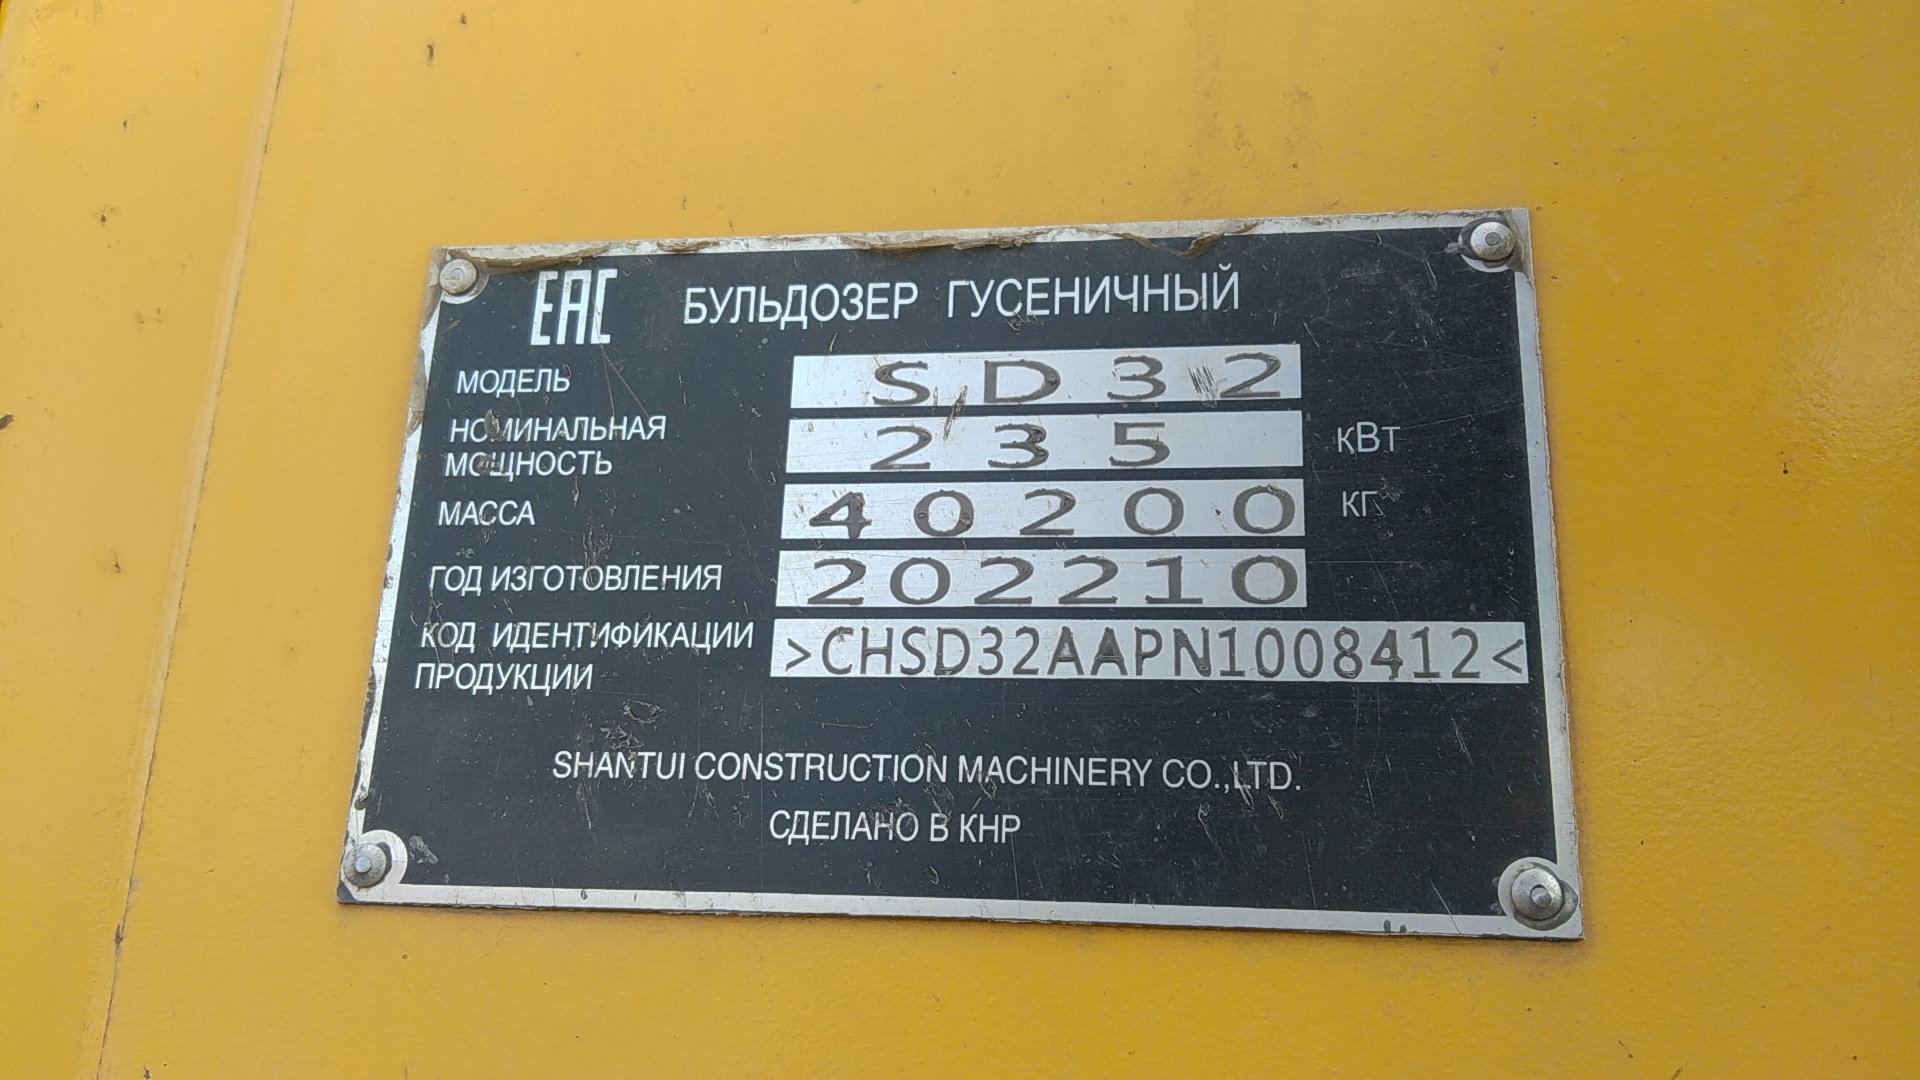 EAC БУЛЬДОЗЕР ГУСЕНИЧНЫЙ
МОДЕЛЬ SD32
НОМИНАЛЬНАЯ
МОЩНОСТЬ 235 кВт
МАССА 40200 КГ
ГОД ИЗГОТОВЛЕНИЯ 202210
КОД ИДЕНТИФИКАЦИИ
ПРОДУКЦИИ >CHSD32AAPN1008412<
SHANTUI CONSTRUCTION MACHINERY CO.,LTD.
СДЕЛАНО В КНР